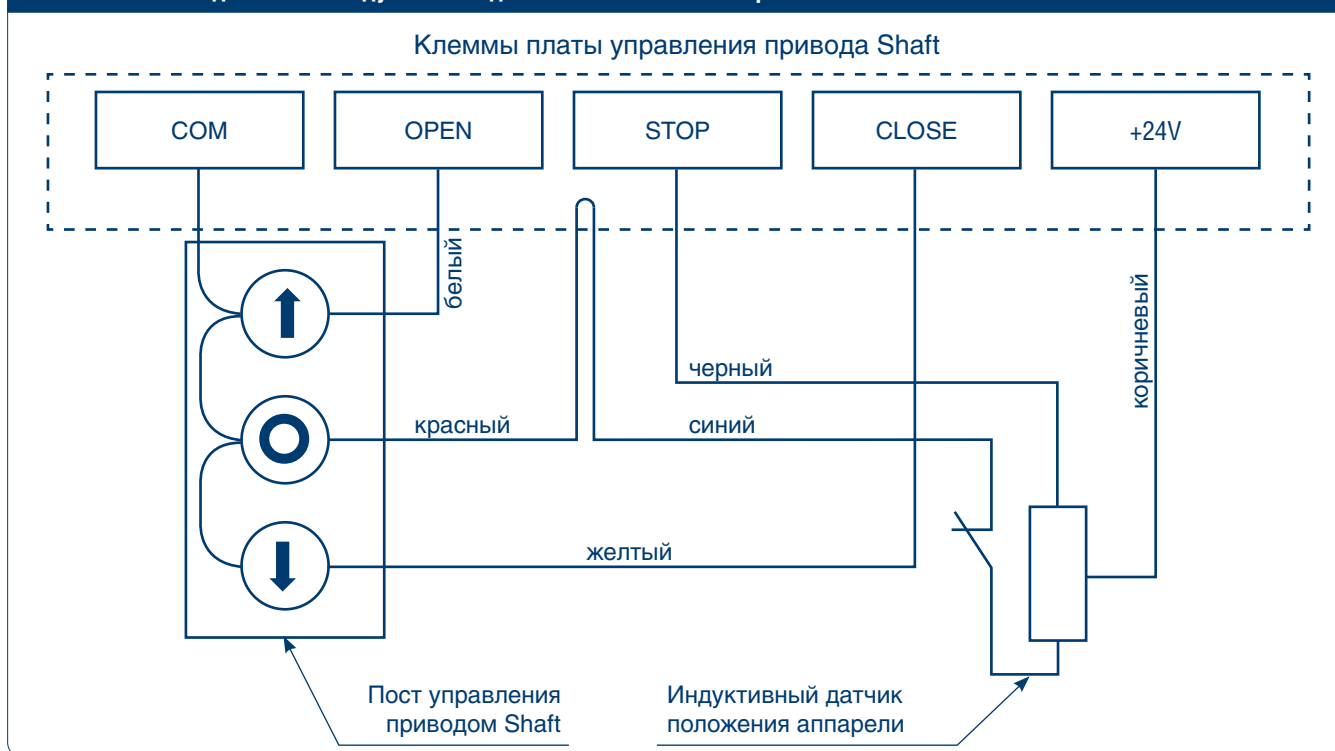 Клеммы платы управления привода Shaft
COM
OPEN
STOP
CLOSE
+24V
белый
коричневый
черный
красный
синий
желтый
Пост управления
приводом Shaft
Индуктивный датчик
положения аппарели